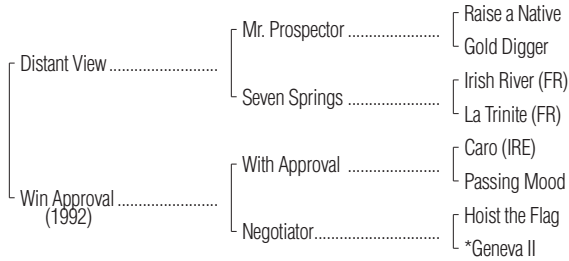 Raise a Native
Mr. Prospector ....................
Gold Digger
Distant View ........................
Irish River (FR)
Seven Springs ....................
La Trinite (FR)
Caro (IRE)
With Approval ....................
Passing Mood
Win Approval ......................
(1992)
Hoist the Flag
Negotiator...........................
*Geneva II